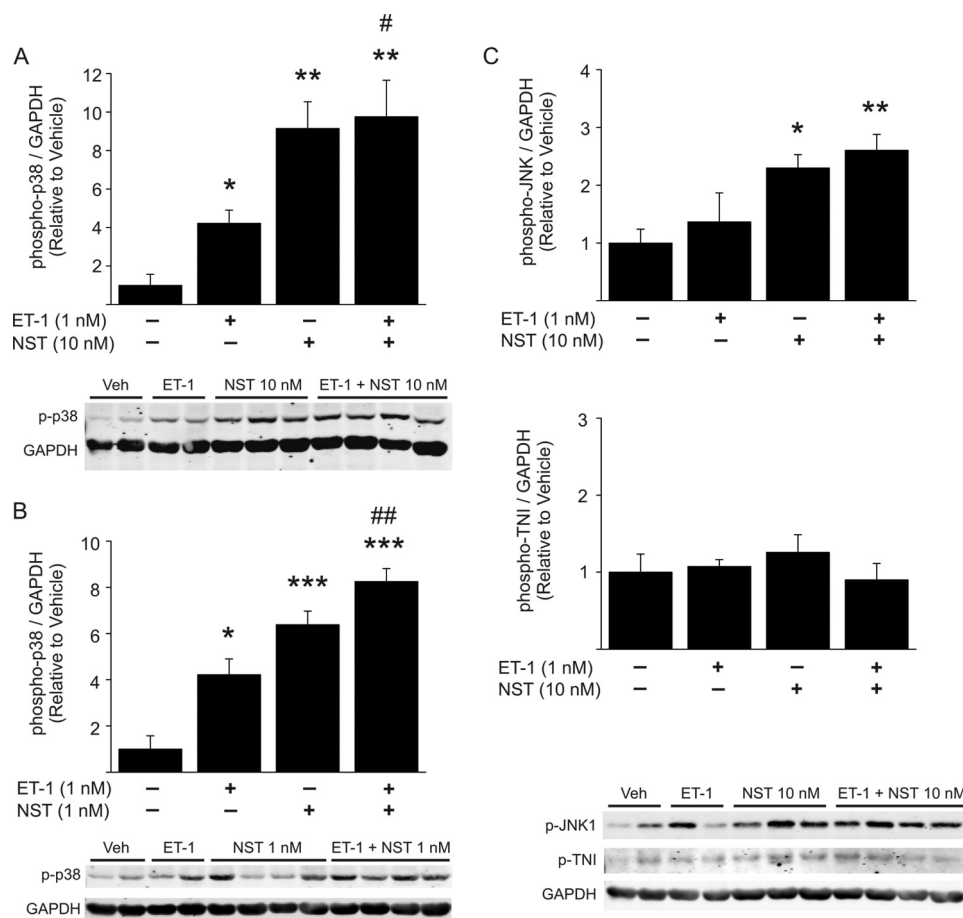 A
phospho-p38 / GAPDH
(Relative to Vehicle)
12
10
8
6
4
2
*
**
#
**
ET-1 (1 nM) – + – +
NST (10 nM) – – + +
Veh ET-1 NST 10 nM ET-1 + NST 10 nM
p-p38
GAPDH
B
phospho-p38 / GAPDH
(Relative to Vehicle)
10
8
6
4
2
*
***
##
***
ET-1 (1 nM) – + – +
NST (1 nM) – – + +
Veh ET-1 NST 1 nM ET-1 + NST 1 nM
p-p38
GAPDH
C
phospho-JNK / GAPDH
(Relative to Vehicle)
4
3
2
1
*
**
ET-1 (1 nM) – + – +
NST (10 nM) – – + +
phospho-TNI / GAPDH
(Relative to Vehicle)
3
2
1
ET-1 (1 nM) – + – +
NST (10 nM) – – + +
Veh ET-1 NST 10 nM ET-1 + NST 10 nM
p-JNK1
p-TNI
GAPDH